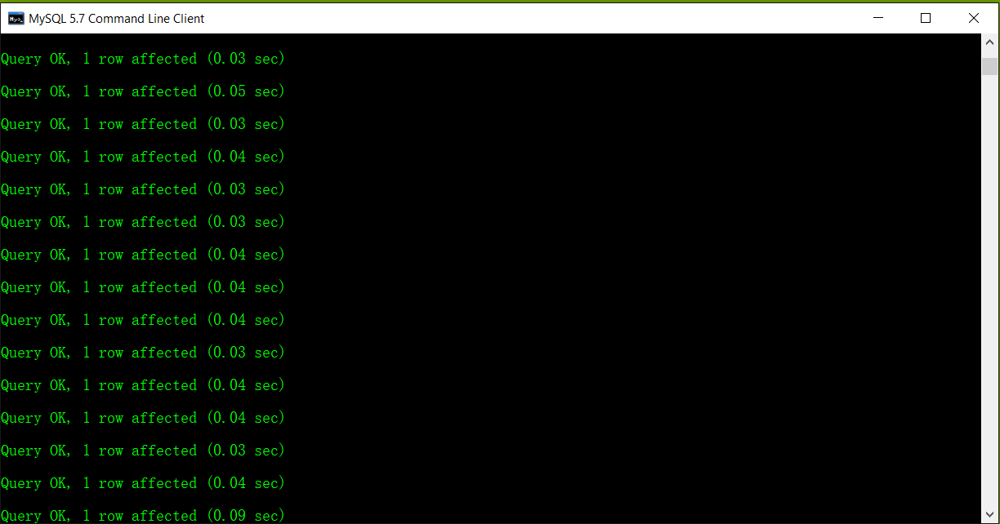 MySQL 5.7 Command Line Client
Query OK, 1 row affected (0.03 sec)
Query OK, 1 row affected (0.05 sec)
Query OK, 1 row affected (0.03 sec)
Query OK, 1 row affected (0.04 sec)
Query OK, 1 row affected (0.03 sec)
Query OK, 1 row affected (0.03 sec)
Query OK, 1 row affected (0.04 sec)
Query OK, 1 row affected (0.04 sec)
Query OK, 1 row affected (0.04 sec)
Query OK, 1 row affected (0.03 sec)
Query OK, 1 row affected (0.04 sec)
Query OK, 1 row affected (0.04 sec)
Query OK, 1 row affected (0.03 sec)
Query OK, 1 row affected (0.04 sec)
Query OK, 1 row affected (0.09 sec)